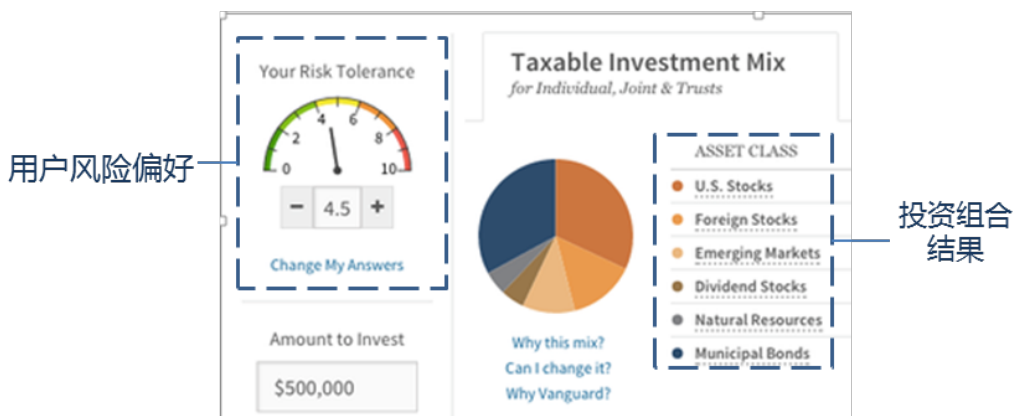 用户风险偏好
Your Risk Tolerance
0
2
4
6
8
10
− 4.5 +
Change My Answers
Amount to Invest
$500,000
Taxable Investment Mix
for Individual, Joint & Trusts
Why this mix?
Can I change it?
Why Vanguard?
ASSET CLASS
U.S. Stocks
Foreign Stocks
Emerging Markets
Dividend Stocks
Natural Resources
Municipal Bonds
投资组合
结果